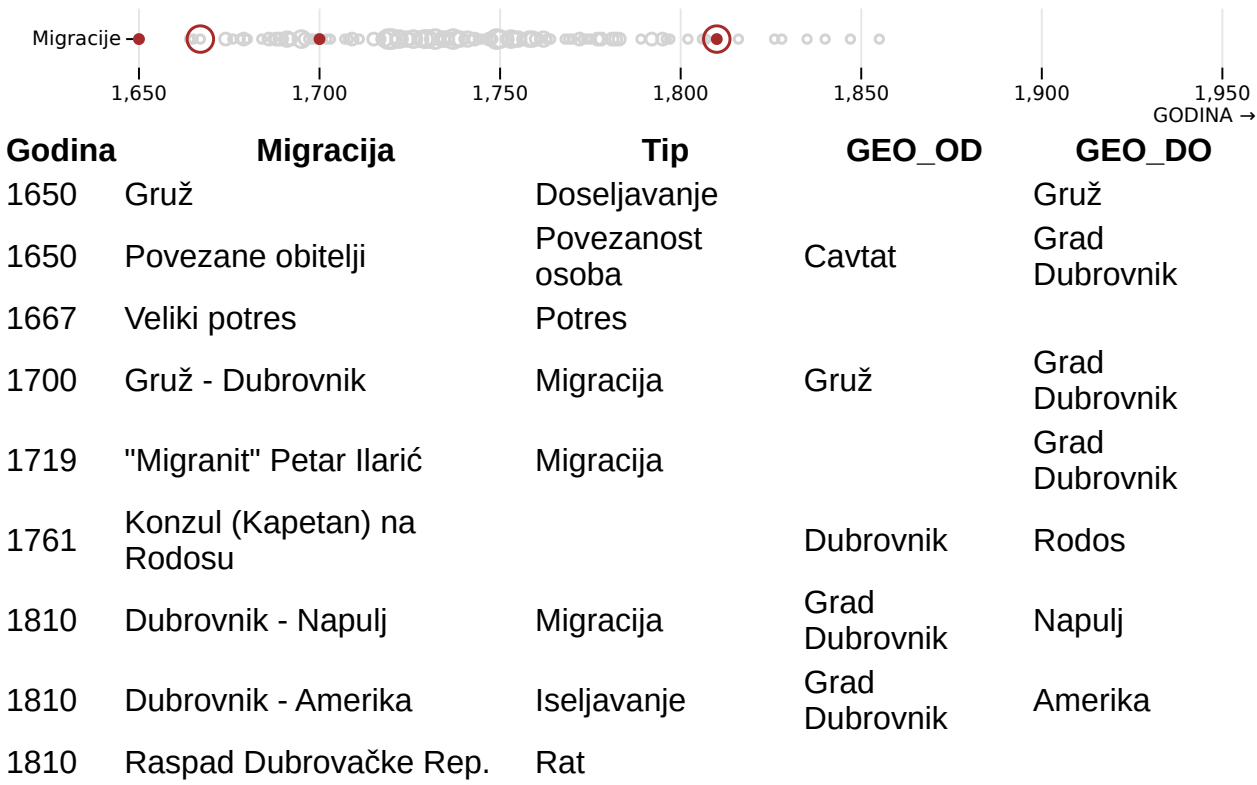 Migracije
1,650 1,700 1,750 1,800 1,850 1,900 1,950
GODINA →
Godina Migracija Tip GEO_OD GEO_DO
1650 Gruž Doseljavanje Gruž
1650 Povezane obitelji Povezanost osoba Cavtat Grad Dubrovnik
1667 Veliki potres Potres
1700 Gruž - Dubrovnik Migracija Gruž Grad Dubrovnik
1719 "Migranit" Petar Ilarić Migracija Grad Dubrovnik
1761 Konzul (Kapetan) na Rodosu Dubrovnik Rodos
1810 Dubrovnik - Napulj Migracija Grad Dubrovnik Napulj
1810 Dubrovnik - Amerika Iseljavanje Grad Dubrovnik Amerika
1810 Raspad Dubrovačke Rep. Rat